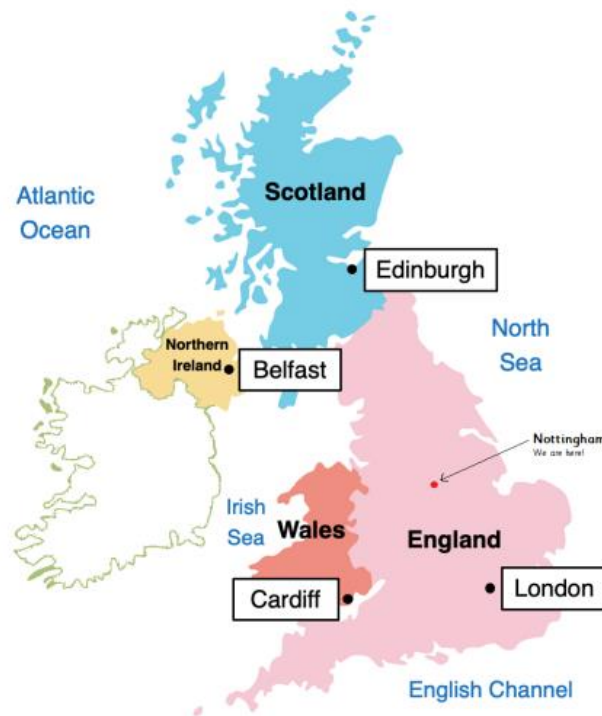 Scotland
Atlantic
Ocean
Edinburgh
North
Sea
Northern
Ireland
Belfast
Nottingham
We are here!
Irish
Sea
Wales
England
Cardiff
London
English Channel